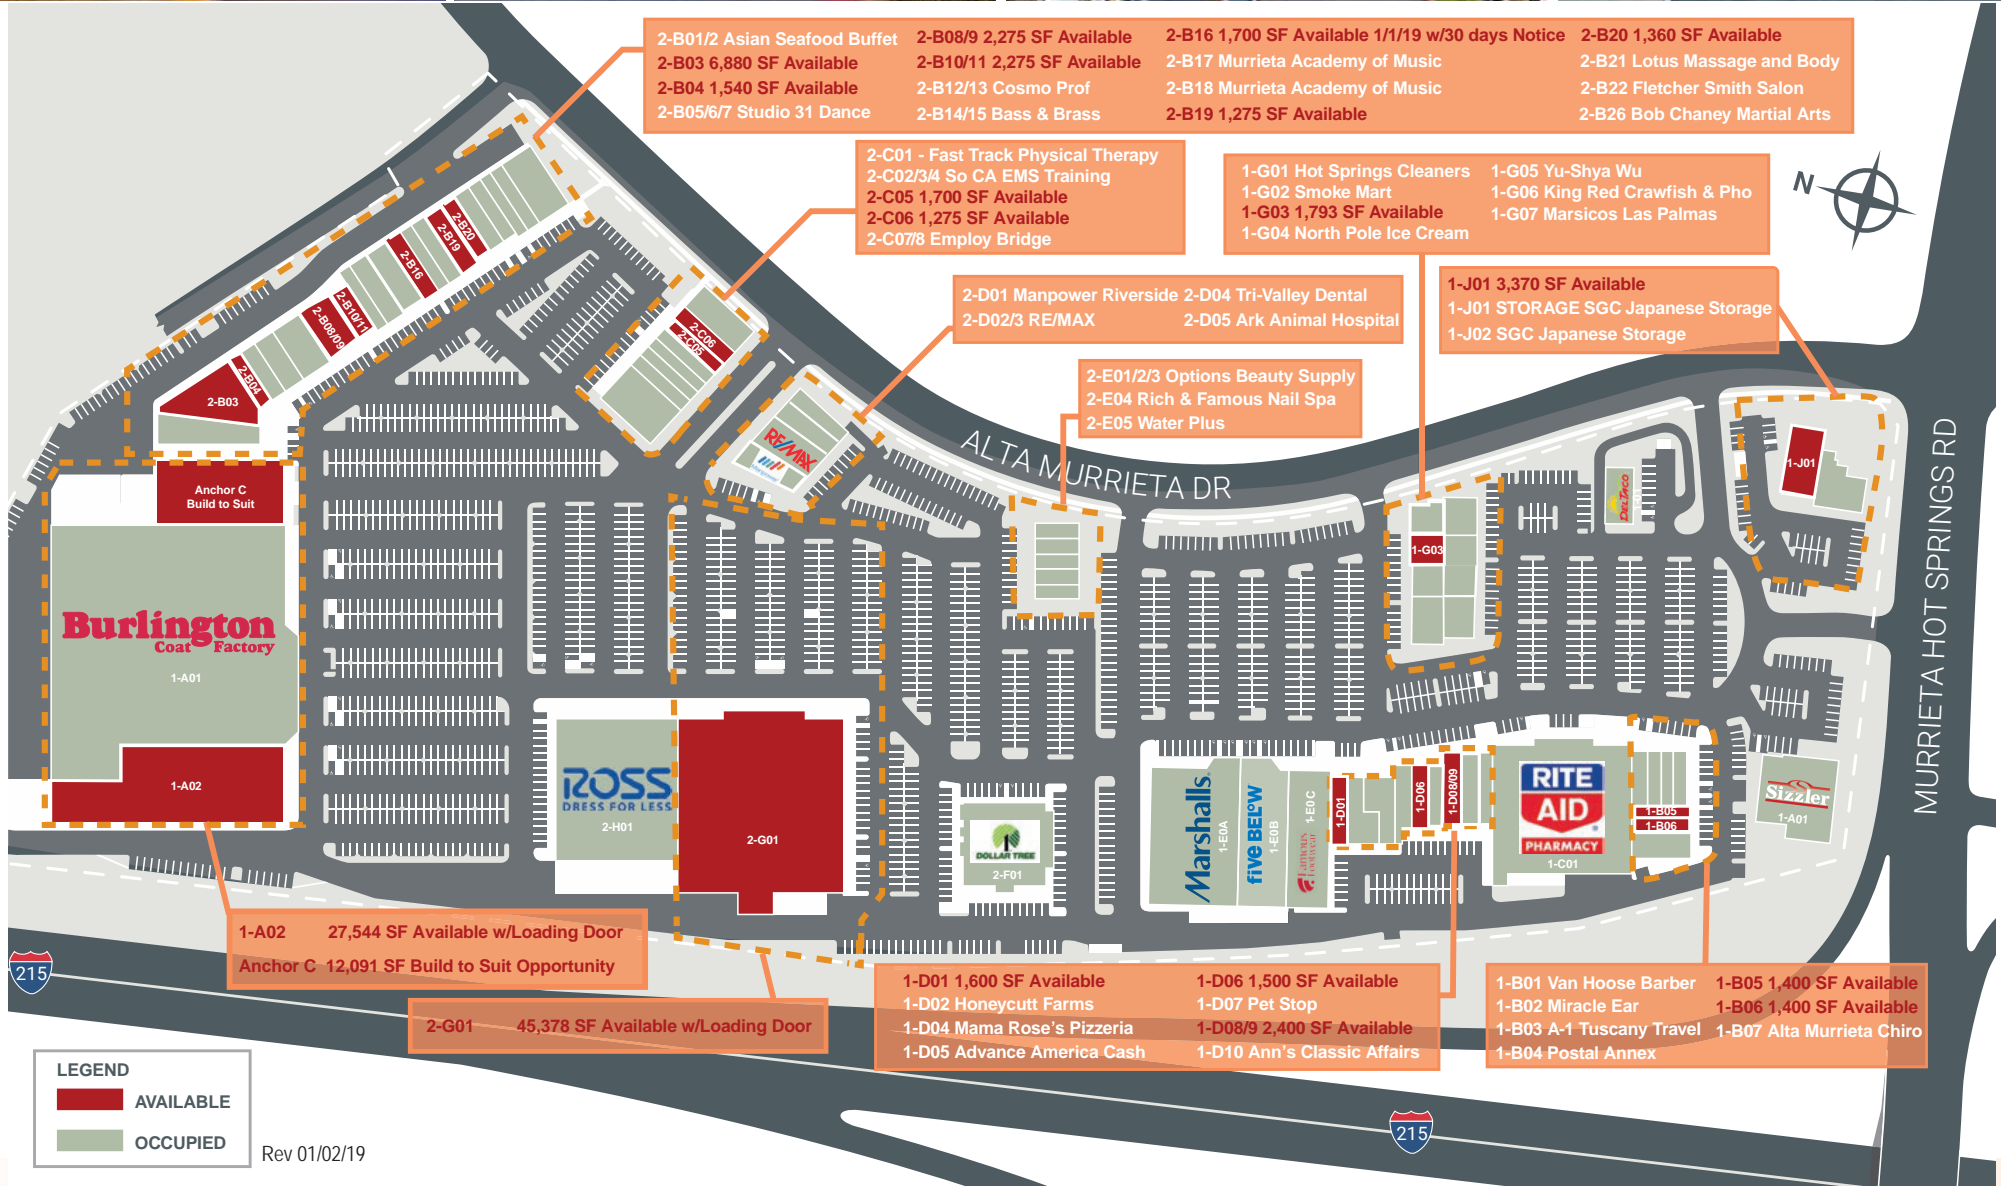 2-B01/2 Asian Seafood Buffet
2-B03 6,880 SF Available
2-B04 1,540 SF Available
2-B05/6/7 Studio 31 Dance
2-B08/9 2,275 SF Available
2-B10/11 2,275 SF Available
2-B12/13 Cosmo Prof
2-B14/15 Bass & Brass
2-B16 1,700 SF Available 1/1/19 w/30 days Notice
2-B17 Murrieta Academy of Music
2-B18 Murrieta Academy of Music
2-B19 1,275 SF Available
2-B20 1,360 SF Available
2-B21 Lotus Massage and Body
2-B22 Fletcher Smith Salon
2-B26 Bob Chaney Martial Arts
2-C01 - Fast Track Physical Therapy
2-C02/3/4 So CA EMS Training
2-C05 1,700 SF Available
2-C06 1,275 SF Available
2-C07/8 Employ Bridge
1-G01 Hot Springs Cleaners
1-G02 Smoke Mart
1-G03 1,793 SF Available
1-G04 North Pole Ice Cream
1-G05 Yu-Shya Wu
1-G06 King Red Crawfish & Pho
1-G07 Marsicos Las Palmas
N
2-D01 Manpower Riverside
2-D02/3 RE/MAX
2-D04 Tri-Valley Dental
2-D05 Ark Animal Hospital
1-J01 3,370 SF Available
1-J01 STORAGE SGC Japanese Storage
1-J02 SGC Japanese Storage
2-E01/2/3 Options Beauty Supply
2-E04 Rich & Famous Nail Spa
2-E05 Water Plus
2-B20
2-B19
2-B16
2-B10/11
2-B08/09
2-B04
2-B03
2-C06
2-C05
RE/MAX
Manpower
ALTA MURRIETA DR
MURRIETA HOT SPRINGS RD
1-J01
DEL TACO
1-G03
Anchor C
Build to Suit
Burlington
Coat Factory
1-A01
1-A02
ROSS
DRESS FOR LESS
2-H01
2-G01
DOLLAR TREE
2-F01
Marshalls
1-E0A
five BELOW
1-E0B
Famous Footwear
1-E0C
1-D01
1-D06
1-D08/09
RITE
AID
PHARMACY
1-C01
1-B05
1-B06
Sizzler
1-A01
1-A02 27,544 SF Available w/Loading Door
Anchor C 12,091 SF Build to Suit Opportunity
2-G01 45,378 SF Available w/Loading Door
1-D01 1,600 SF Available
1-D02 Honeycutt Farms
1-D04 Mama Rose's Pizzeria
1-D05 Advance America Cash
1-D06 1,500 SF Available
1-D07 Pet Stop
1-D08/9 2,400 SF Available
1-D10 Ann's Classic Affairs
1-B01 Van Hoose Barber
1-B02 Miracle Ear
1-B03 A-1 Tuscany Travel
1-B04 Postal Annex
1-B05 1,400 SF Available
1-B06 1,400 SF Available
1-B07 Alta Murrieta Chiro
215
215
LEGEND
AVAILABLE
OCCUPIED
Rev 01/02/19